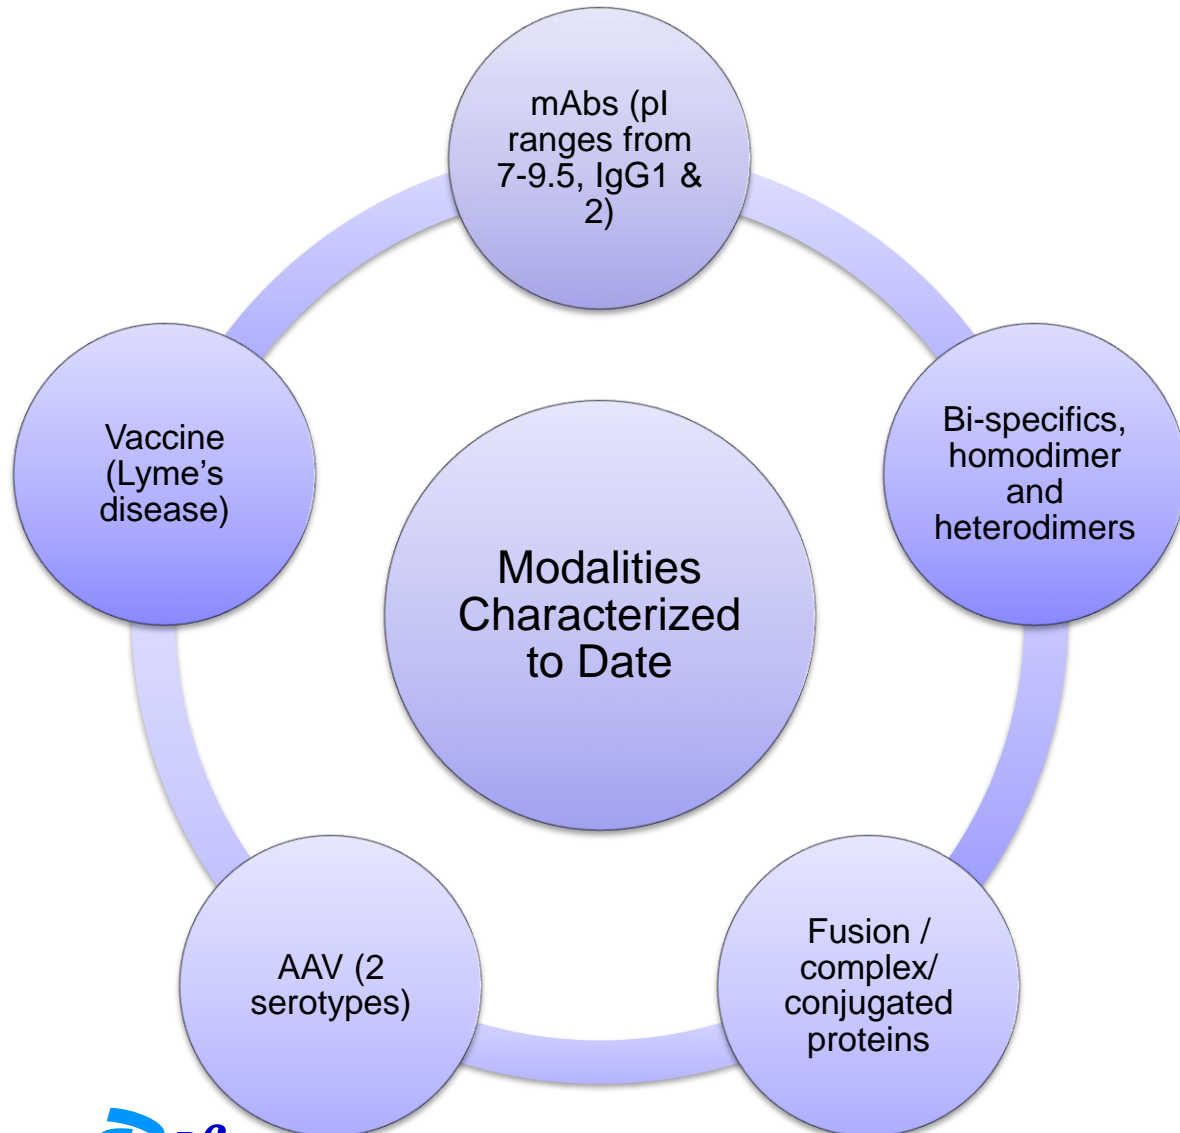 mAbs (pI
ranges from
7-9.5, IgG1 &
2)
Bi-specifics,
homodimer
and
heterodimers
Vaccine
(Lyme’s
disease)
Modalities
Characterized
to Date
Fusion /
complex/
conjugated
proteins
AAV (2
serotypes)